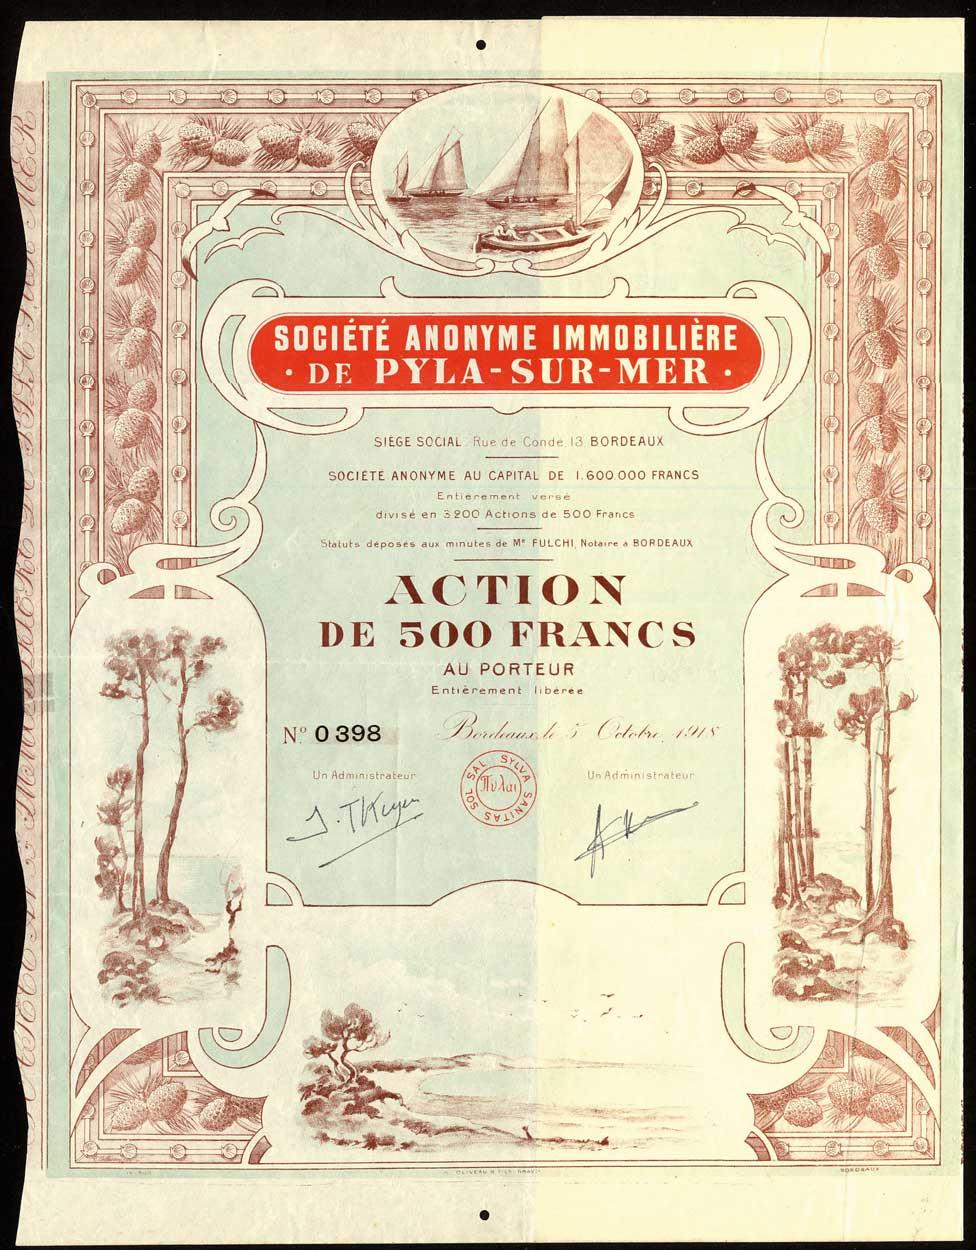 SOCIÉTÉ ANONYME IMMOBILIÈRE
· DE PYLA-SUR-MER ·
SIÈGE SOCIAL: Rue de Condé 13 BORDEAUX
SOCIÉTÉ ANONYME AU CAPITAL DE 1.600.000 FRANCS
Entièrement versé
divisé en 3200 Actions de 500 Francs
Statuts déposés aux minutes de Me FULCHI, Notaire à BORDEAUX
ACTION
DE 500 FRANCS
AU PORTEUR
Entièrement libérée
No 0398
Bordeaux, le 5 Octobre, 1918
Un Administrateur
Un Administrateur
SAL SYLVA SANITAS SOL
Πυλαι
BORDEAUX